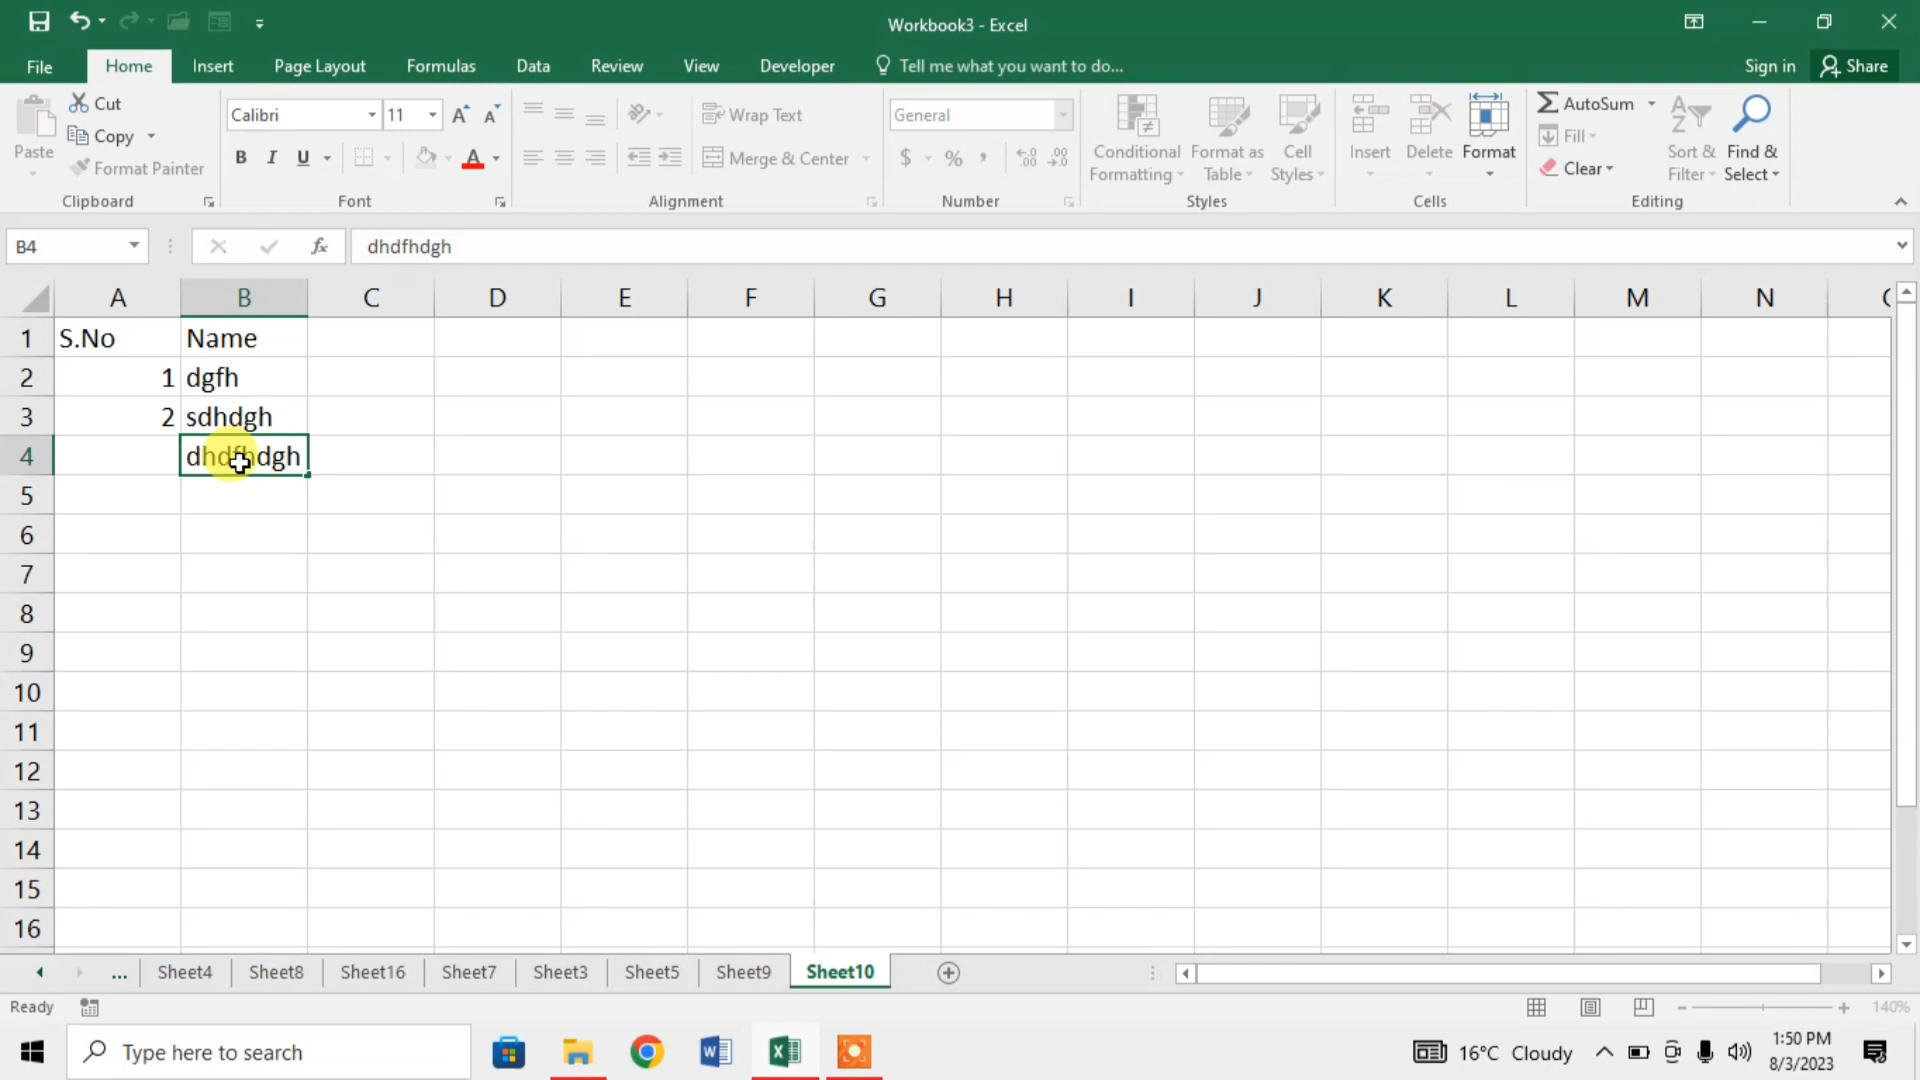 Workbook3 - Excel
File Home Insert Page Layout Formulas Data Review View Developer Tell me what you want to do... Sign in Share
Paste Cut Copy Format Painter Clipboard
Calibri 11 A A B I U A Font
Wrap Text Merge & Center Alignment
General $ % , .00 .0 Number
Conditional Formatting Format as Table Cell Styles Styles
Insert Delete Format Cells
AutoSum Fill Clear Sort & Filter Find & Select Editing
B4 fx dhdfhdgh
A B C D E F G H I J K L M N
1 S.No Name
2 1 dgfh
3 2 sdhdgh
4 dhdfhdgh
5
6
7
8
9
10
11
12
13
14
15
16
... Sheet4 Sheet8 Sheet16 Sheet7 Sheet3 Sheet5 Sheet9 Sheet10
Ready 140%
Type here to search 16°C Cloudy 1:50 PM
8/3/2023